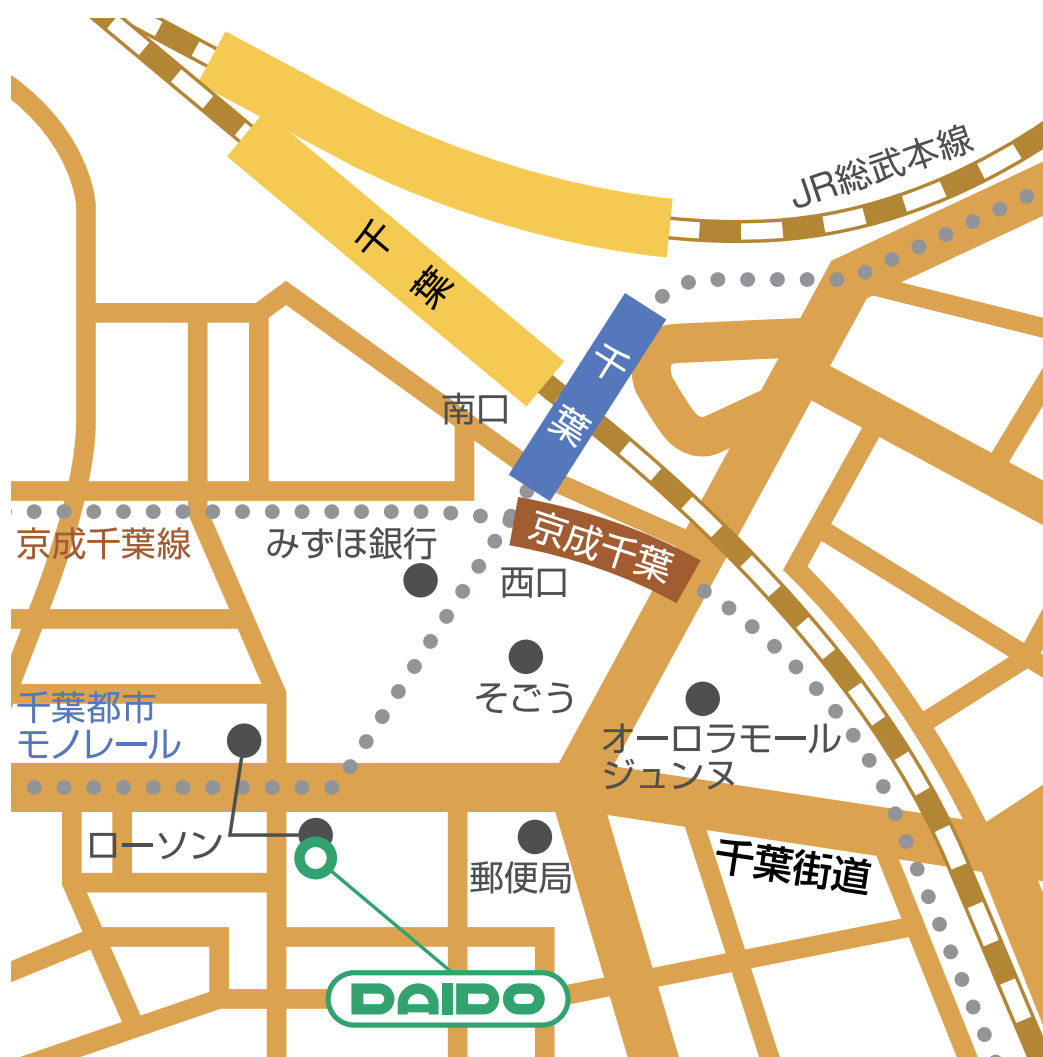 JR総武本線
千葉
千葉
南口
京成千葉
京成千葉線
みずほ銀行
西口
そごう
千葉都市
モノレール
オーロラモール
ジュンヌ
ローソン
郵便局
千葉街道
DAIDO